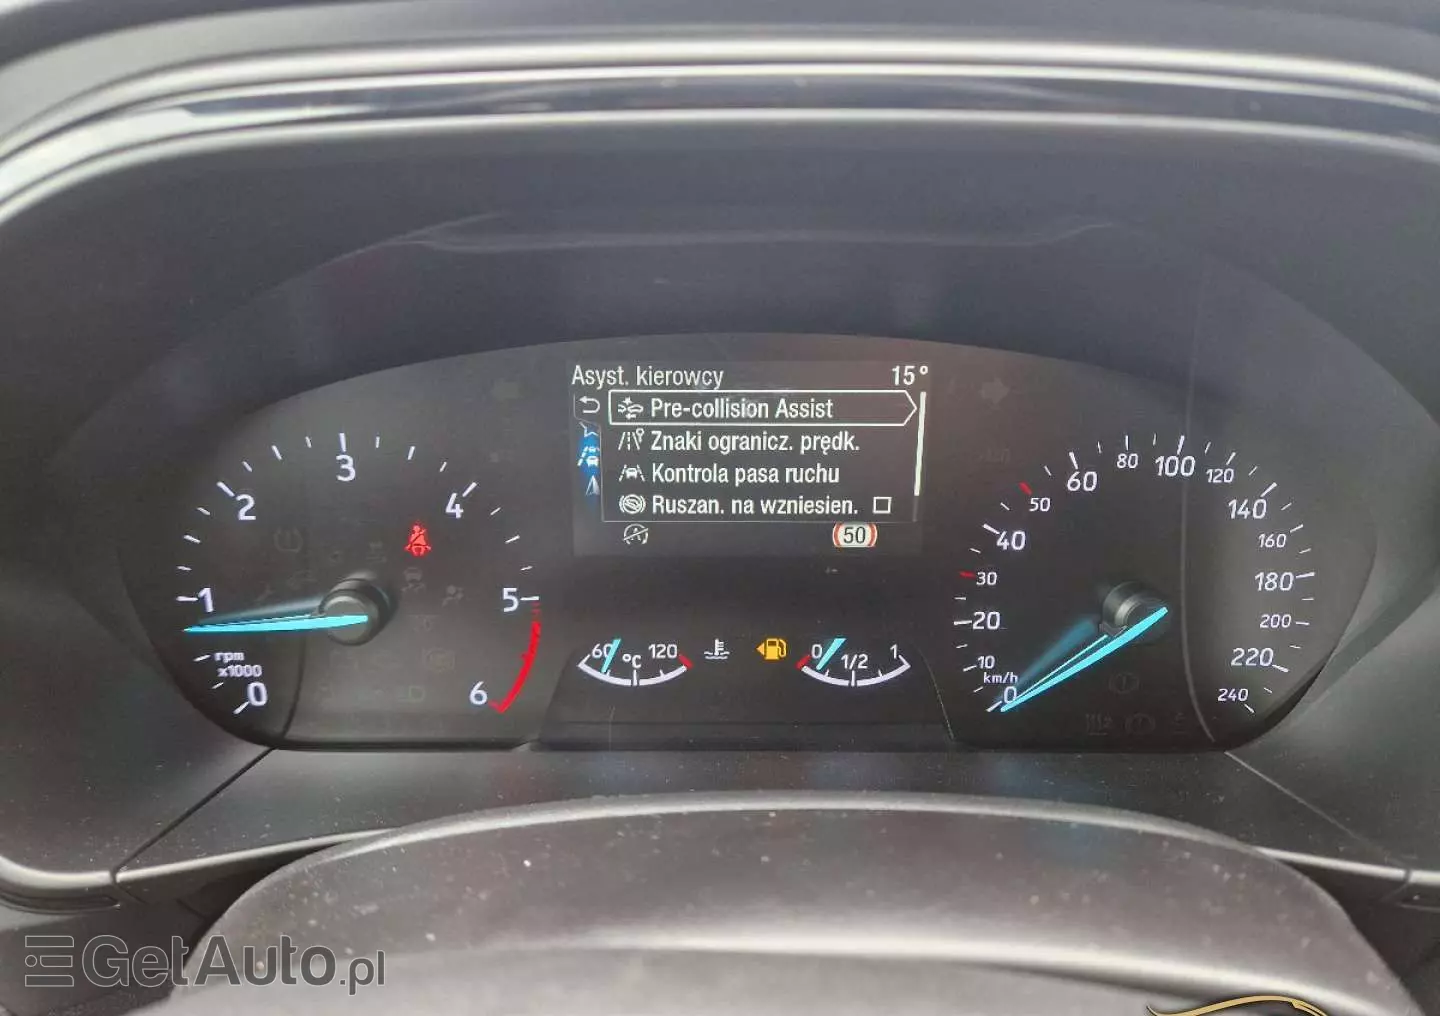 Asyst. kierowcy 15°
Pre-collision Assist
Znaki ogranicz. prędk.
Kontrola pasa ruchu
Ruszan. na wzniesien.
50
0 1 2 3 4 5 6
rpm
x1000
60 °C 120
0 1/2 1
0 10 20 30 40 50 60 80 100 120 140 160 180 200 220 240
km/h
GetAuto.pl